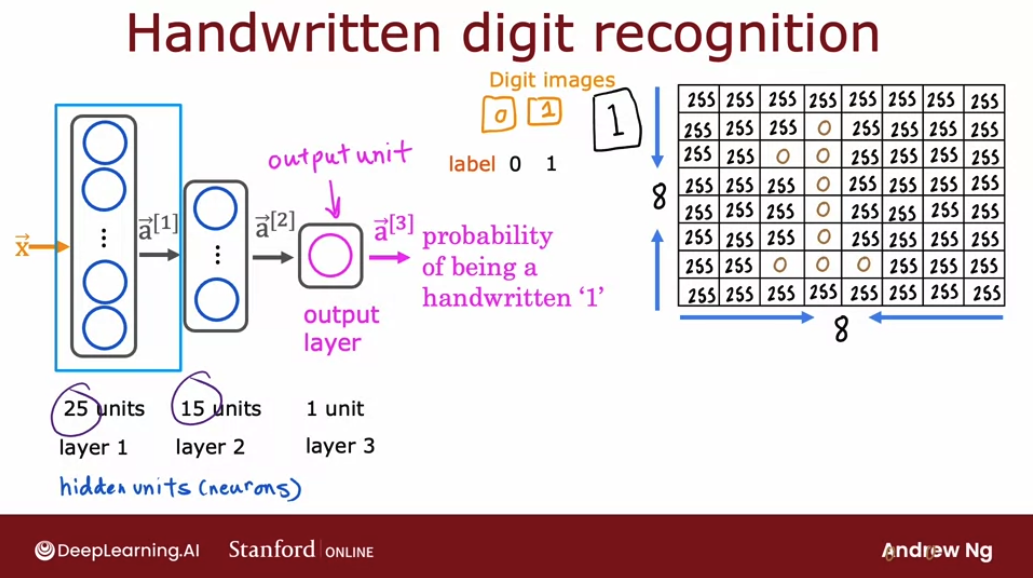 Handwritten digit recognition
Digit images
0 1
label 0 1
1
output unit
x⃗
a⃗[1]
a⃗[2]
a⃗[3]
probability
of being a
handwritten ‘1’
output
layer
25 units 15 units 1 unit
layer 1 layer 2 layer 3
hidden units (neurons)
8
255 255 255 255 255 255 255 255
255 255 255 0 255 255 255 255
255 255 0 0 255 255 255 255
255 255 255 0 255 255 255 255
255 255 255 0 255 255 255 255
255 255 255 0 255 255 255 255
255 255 0 0 0 255 255 255
255 255 255 255 255 255 255 255
8
DeepLearning.AI Stanford ONLINE Andrew Ng